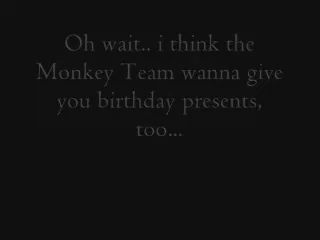 Oh wait.. i think the
Monkey Team wanna give
you birthday presents,
too...